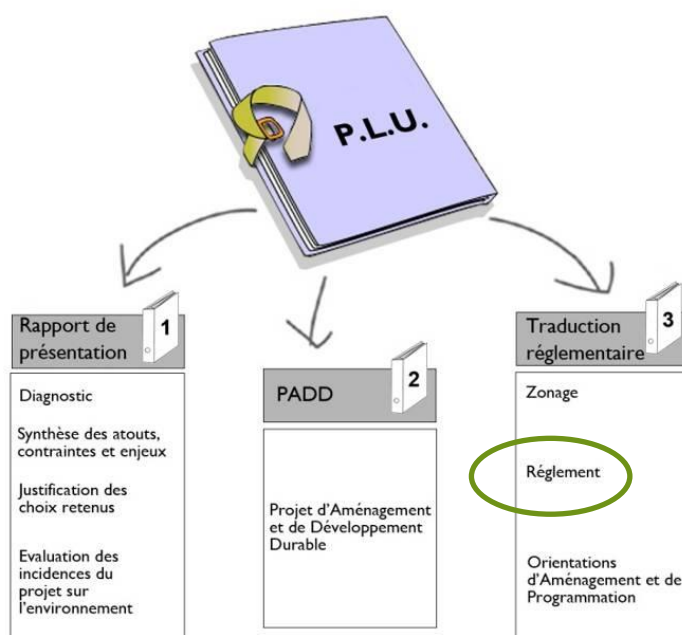 P.L.U.
1
Rapport de
présentation
Diagnostic
Synthèse des atouts,
contraintes et enjeux
Justification des
choix retenus
Evaluation des
incidences du
projet sur
l'environnement
2
PADD
Projet d'Aménagement
et de Développement
Durable
3
Traduction
réglementaire
Zonage
Réglement
Orientations
d'Aménagement et de
Programmation